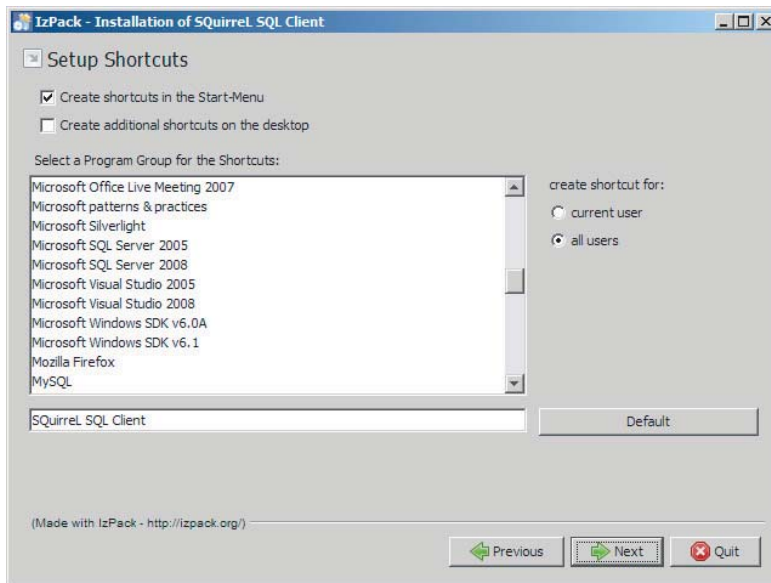 IzPack - Installation of SQuirreL SQL Client
Setup Shortcuts
Create shortcuts in the Start-Menu
Create additional shortcuts on the desktop
Select a Program Group for the Shortcuts:
Microsoft Office Live Meeting 2007
Microsoft patterns & practices
Microsoft Silverlight
Microsoft SQL Server 2005
Microsoft SQL Server 2008
Microsoft Visual Studio 2005
Microsoft Visual Studio 2008
Microsoft Windows SDK v6.0A
Microsoft Windows SDK v6.1
Mozilla Firefox
MySQL
create shortcut for:
current user
all users
SQuirreL SQL Client
Default
(Made with IzPack - http://izpack.org/)
Previous
Next
Quit